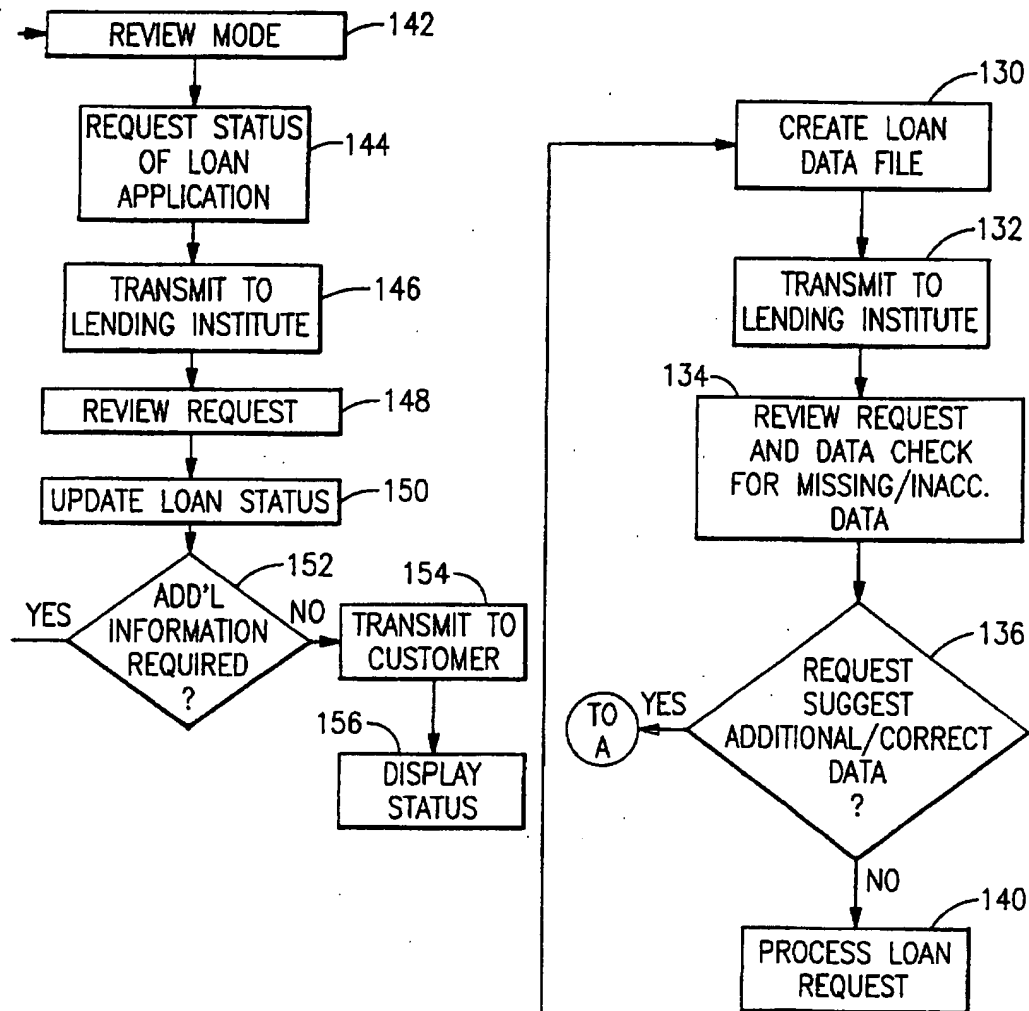 REVIEW MODE
142
REQUEST STATUS
OF LOAN
APPLICATION
144
TRANSMIT TO
LENDING INSTITUTE
146
REVIEW REQUEST
148
UPDATE LOAN STATUS
150
152
ADD'L
INFORMATION
REQUIRED
?
YES
NO
154
TRANSMIT TO
CUSTOMER
156
DISPLAY
STATUS
130
CREATE LOAN
DATA FILE
132
TRANSMIT TO
LENDING INSTITUTE
134
REVIEW REQUEST
AND DATA CHECK
FOR MISSING/INACC.
DATA
136
REQUEST
SUGGEST
ADDITIONAL/CORRECT
DATA
?
YES
TO
A
NO
140
PROCESS LOAN
REQUEST